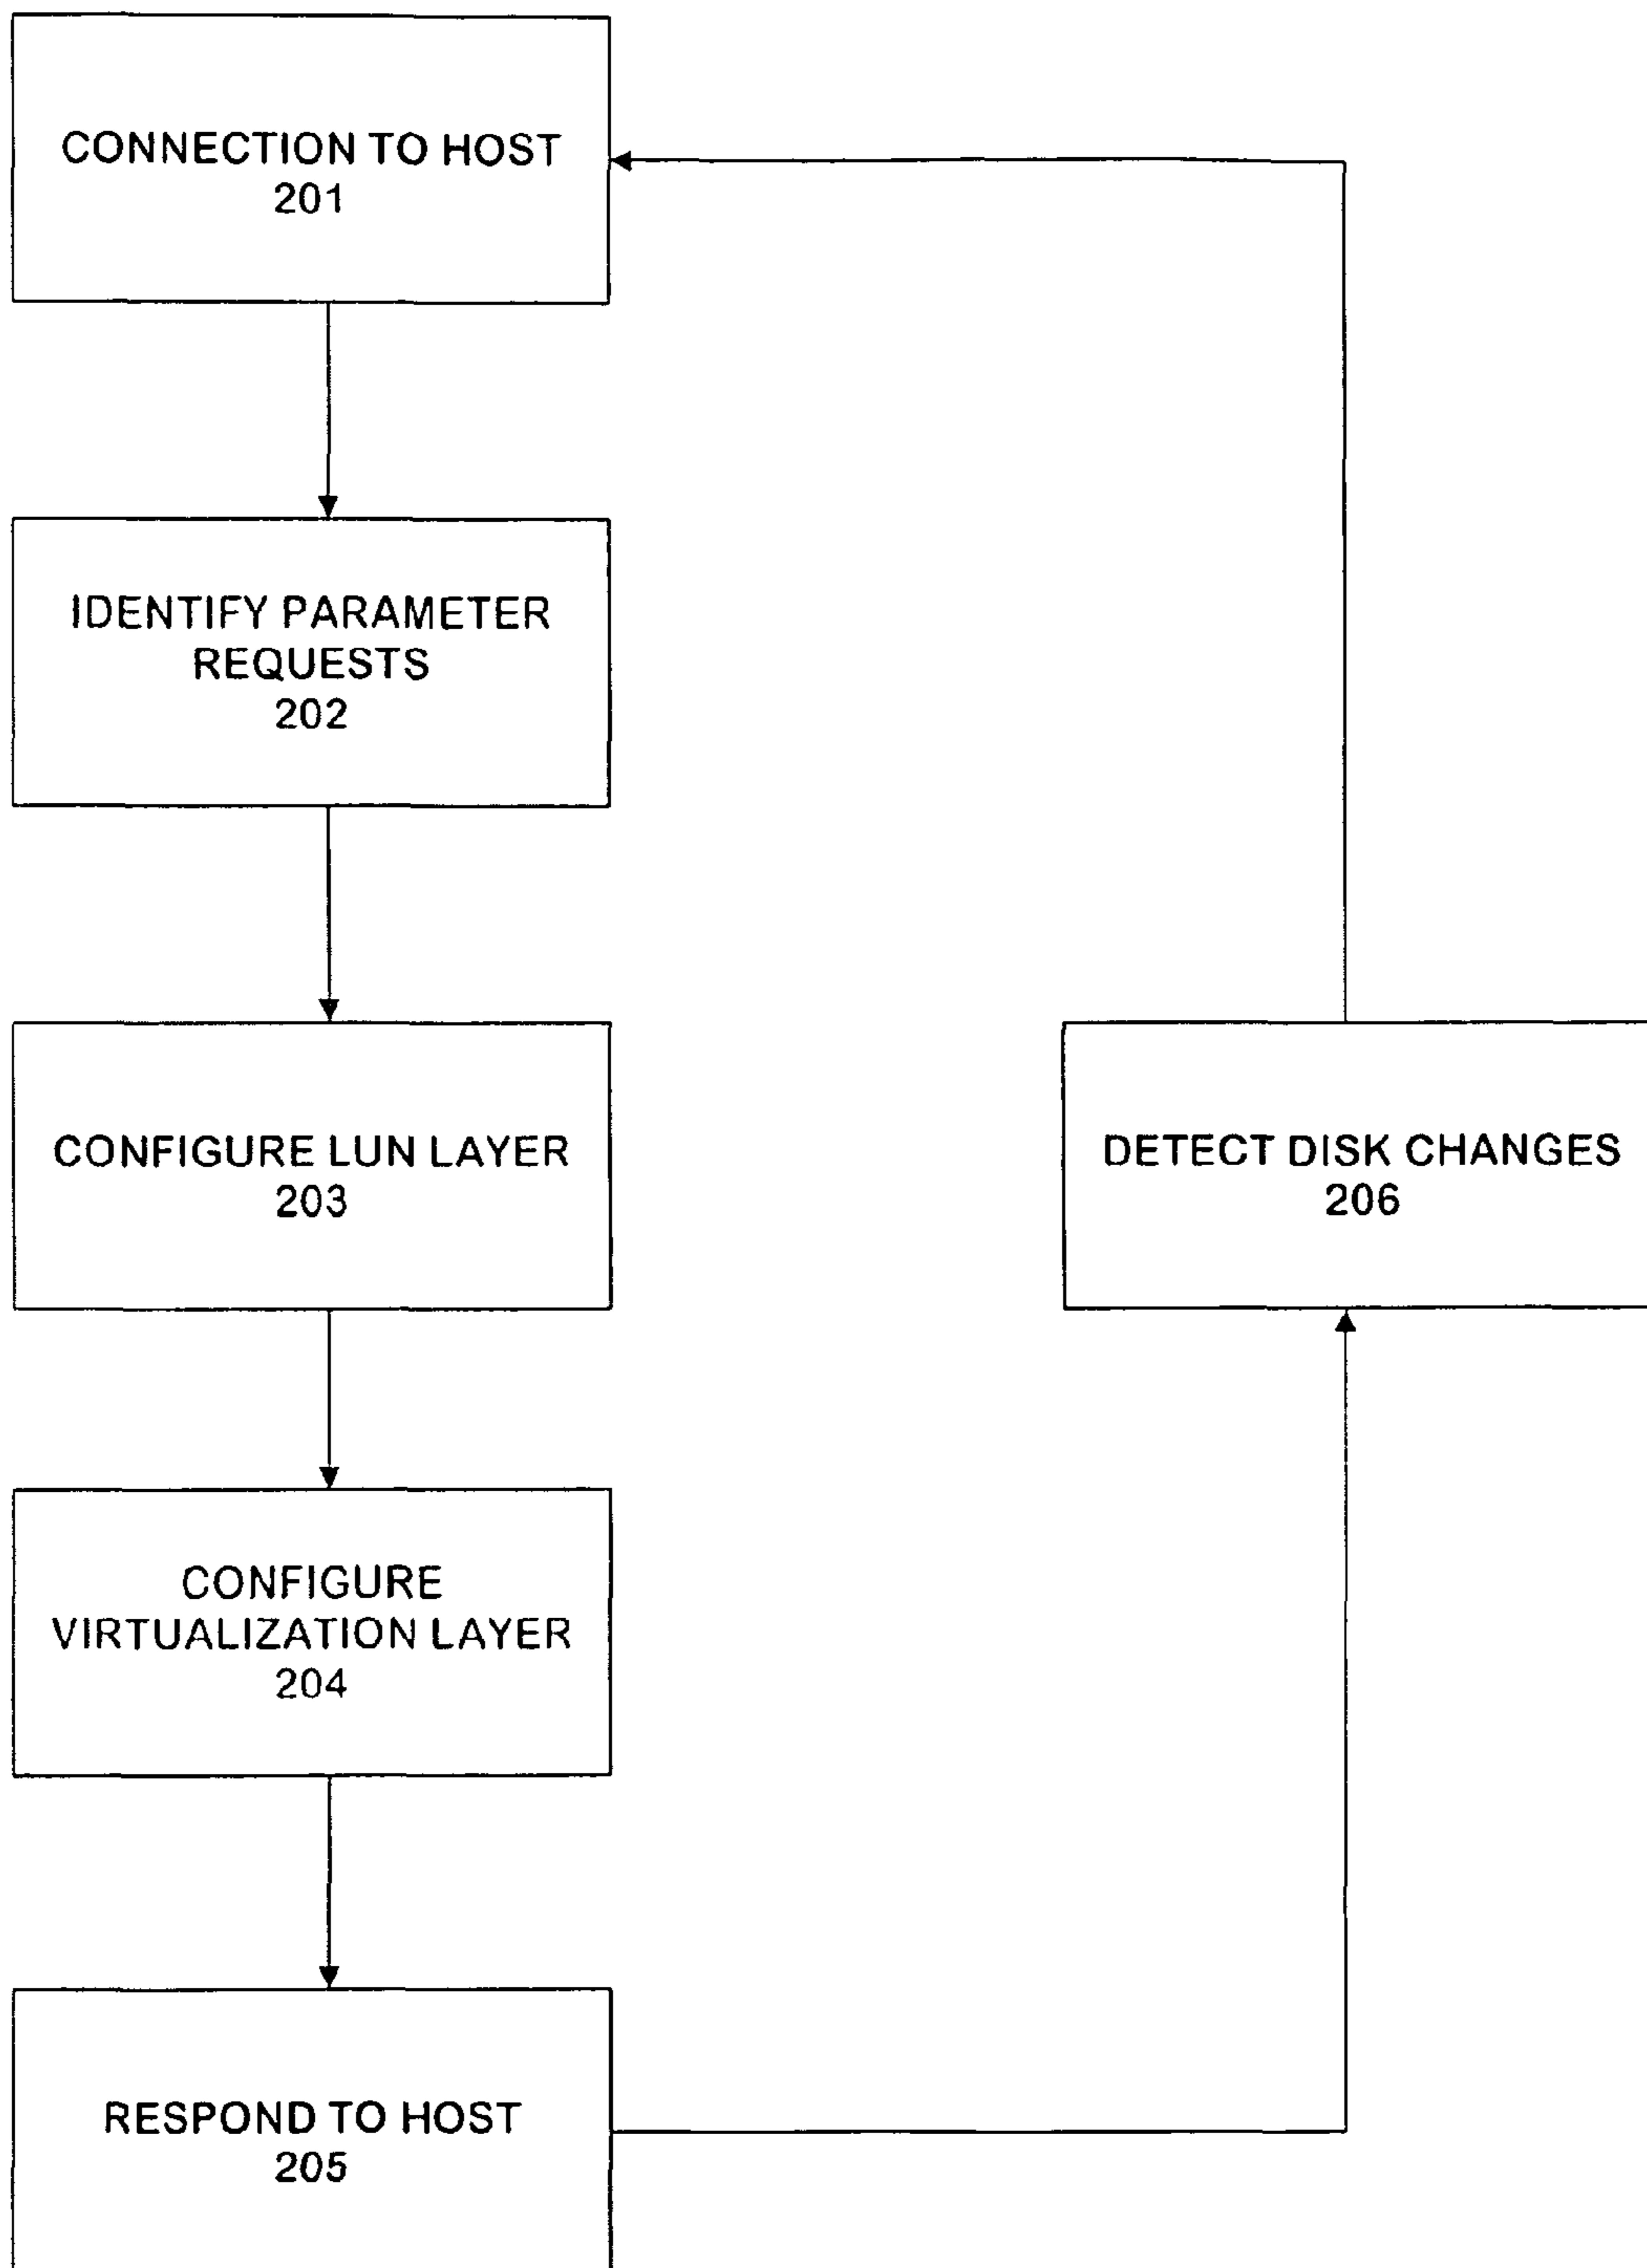 CONNECTION TO HOST
201
IDENTIFY PARAMETER
REQUESTS
202
CONFIGURE LUN LAYER
203
DETECT DISK CHANGES
206
CONFIGURE
VIRTUALIZATION LAYER
204
RESPOND TO HOST
205